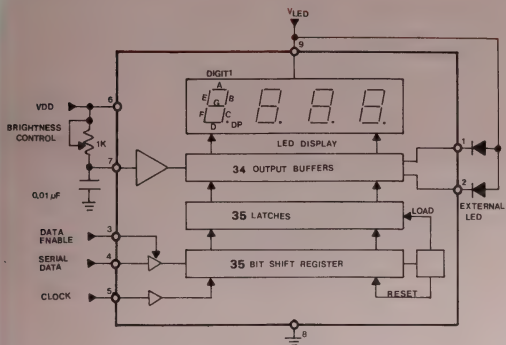 VLED
9
DIGIT1
A
E G B
F C
D DP
VDD
6
BRIGHTNESS
CONTROL
1K
LED DISPLAY
7
34 OUTPUT BUFFERS
1
2
0,01 µF
35 LATCHES
LOAD
EXTERNAL
LED
DATA
ENABLE
3
SERIAL
DATA
4
35 BIT SHIFT REGISTER
CLOCK
5
RESET
8